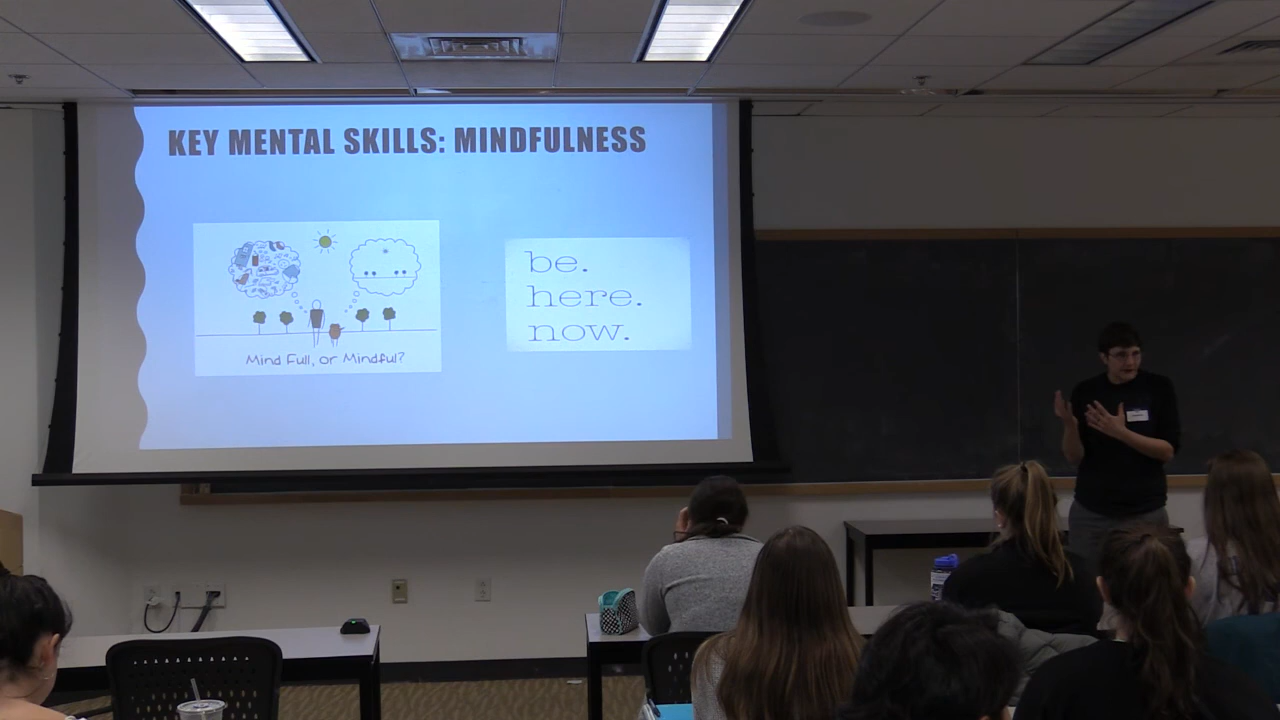 KEY MENTAL SKILLS: MINDFULNESS
Mind Full, or Mindful?
be.
here.
now.